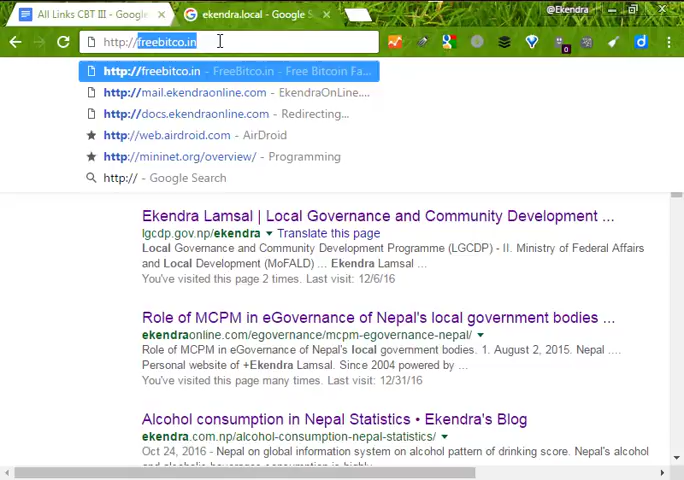 All Links CBT III - Google
ekendra.local - Google S
@Ekendra
http://freebitco.in
http://freebitco.in - FreeBitco.in - Free Bitcoin Fa...
http://mail.ekendraonline.com - EkendraOnLine....
http://docs.ekendraonline.com - Redirecting...
http://web.airdroid.com - AirDroid
http://mininet.org/overview/ - Programming
http:// - Google Search
Ekendra Lamsal | Local Governance and Community Development ...
lgcdp.gov.np/ekendra ▼ Translate this page
Local Governance and Community Development Programme (LGCDP) - II. Ministry of Federal Affairs
and Local Development (MoFALD) ... Ekendra Lamsal ...
You've visited this page 2 times. Last visit: 12/6/16
Role of MCPM in eGovernance of Nepal's local government bodies ...
ekendraonline.com/egovernance/mcpm-egovernance-nepal/ ▼
Role of MCPM in eGovernance of Nepal's local government bodies. 1. August 2, 2015. Nepal ....
Personal website of +Ekendra Lamsal. Since 2004 powered by ...
You've visited this page many times. Last visit: 12/31/16
Alcohol consumption in Nepal Statistics • Ekendra's Blog
ekendra.com.np/alcohol-consumption-nepal-statistics/ ▼
Oct 24, 2016 - Nepal on global information system on alcohol pattern of drinking score. Alcohol